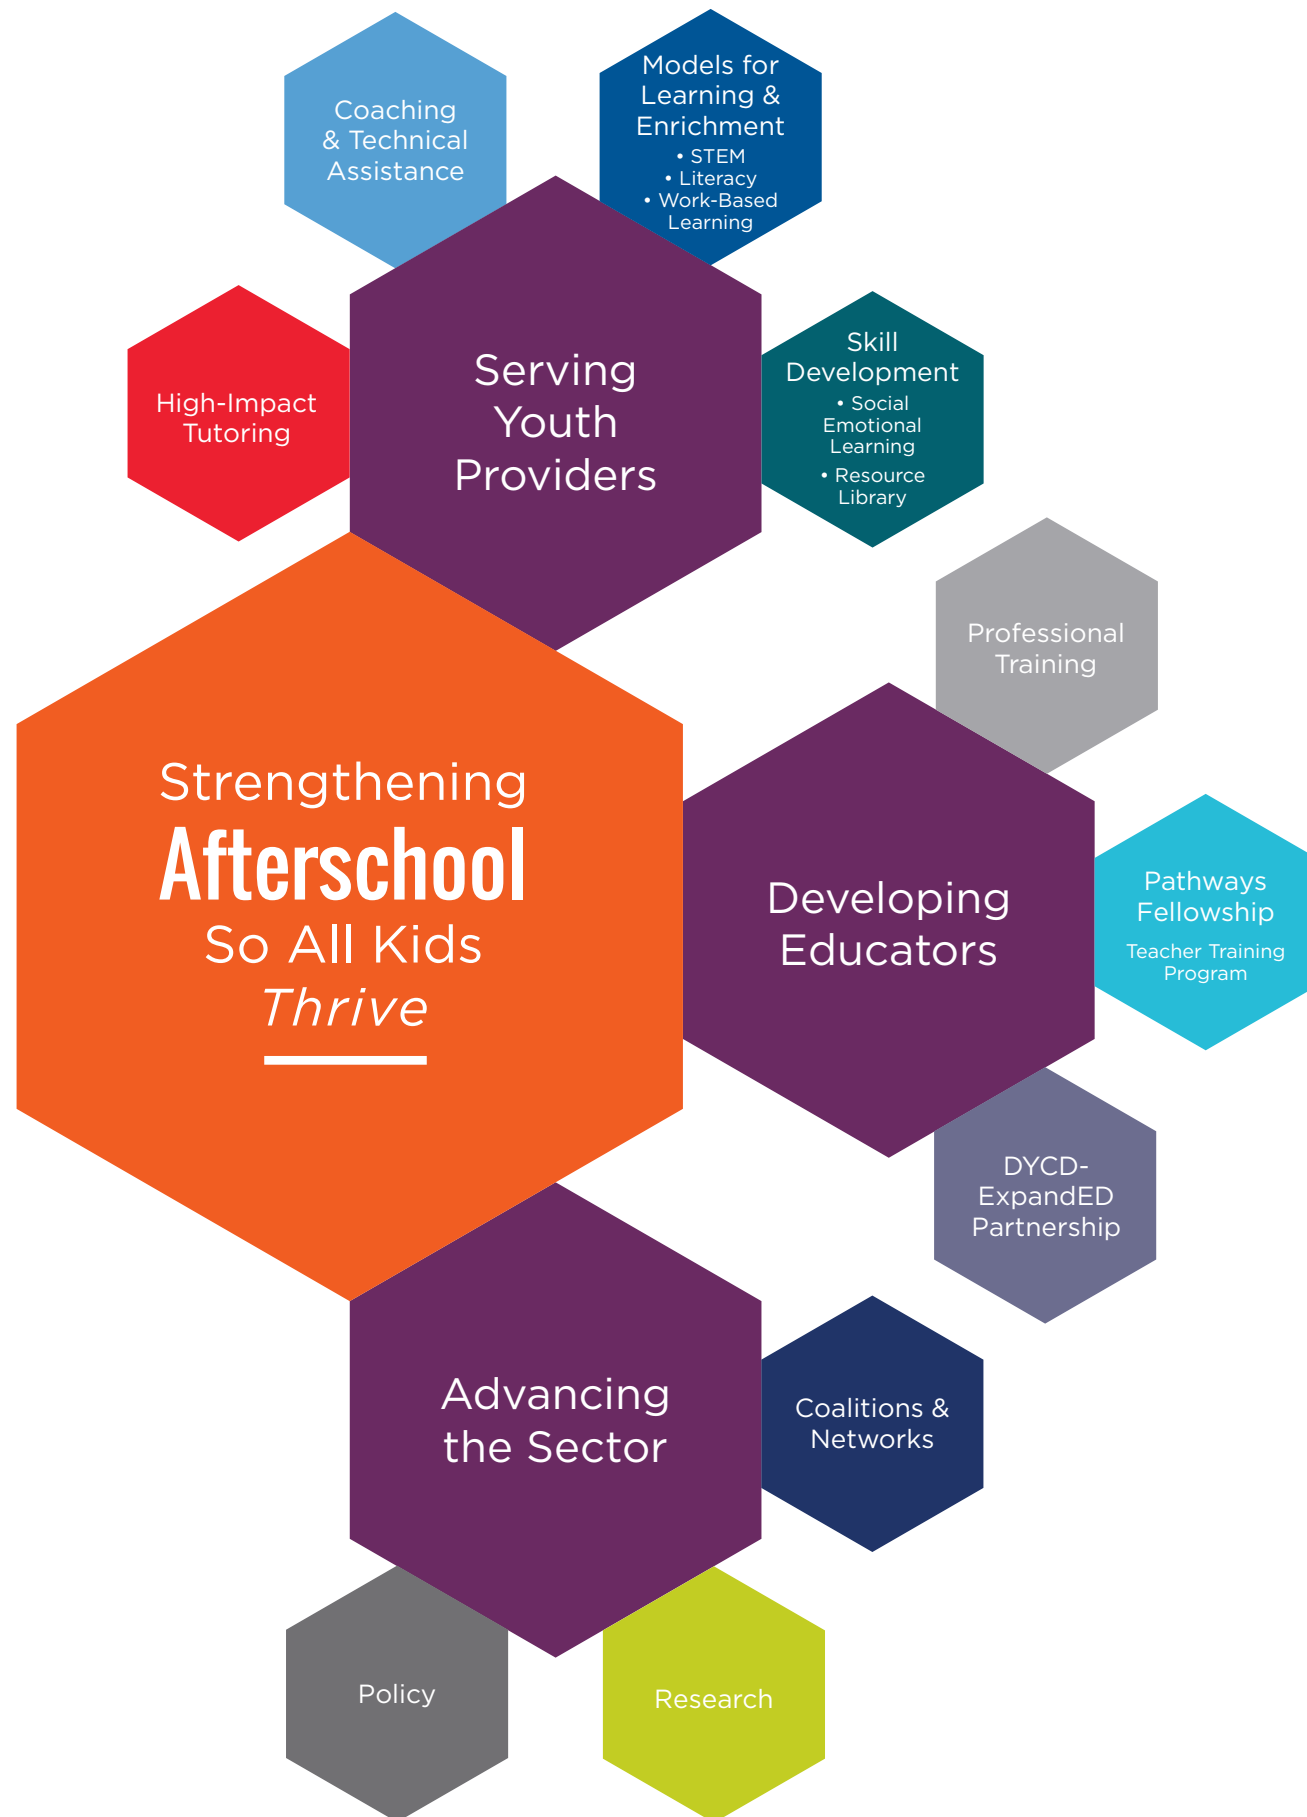 Coaching
& Technical
Assistance
Models for
Learning &
Enrichment
• STEM
• Literacy
• Work-Based
Learning
High-Impact
Tutoring
Serving
Youth
Providers
Skill
Development
• Social
Emotional
Learning
• Resource
Library
Professional
Training
Strengthening
Afterschool
So All Kids
Thrive
Developing
Educators
Pathways
Fellowship
Teacher Training
Program
DYCD-
ExpandED
Partnership
Advancing
the Sector
Coalitions &
Networks
Policy
Research